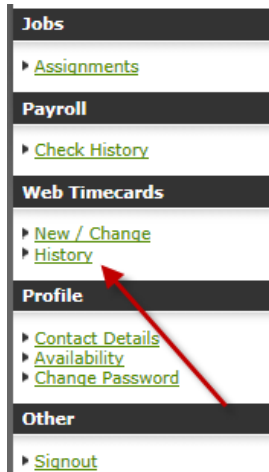 Jobs
Assignments
Payroll
Check History
Web Timecards
New / Change
History
Profile
Contact Details
Availability
Change Password
Other
Signout